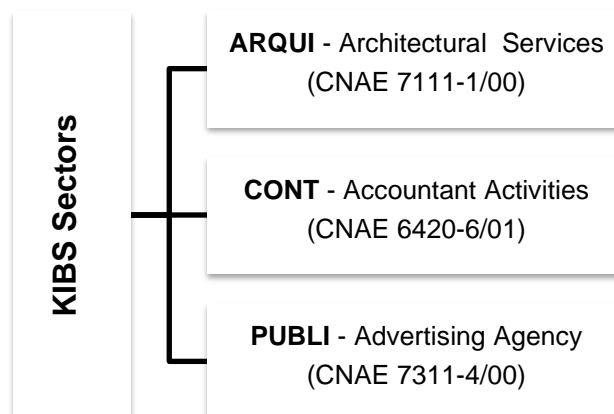 KIBS Sectors
ARQUI - Architectural Services
(CNAE 7111-1/00)
CONT - Accountant Activities
(CNAE 6420-6/01)
PUBLI - Advertising Agency
(CNAE 7311-4/00)